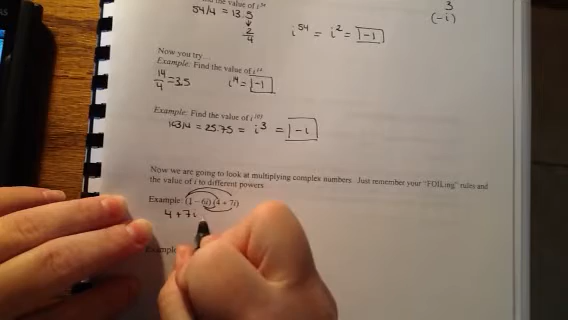 the value of i^54
54/4 = 13.5
2/4
i^54 = i^2 = -1
3
(-i)
Now you try...
Example: Find the value of i^14
14/4 = 3.5 i^14 = -1
Example: Find the value of i^103
103/4 = 25.75 = i^3 = -i
Now we are going to look at multiplying complex numbers. Just remember your "FOILing" rules and
the value of i to different powers
Example: (1 - 6i)(4 + 7i)
4 + 7i
Example